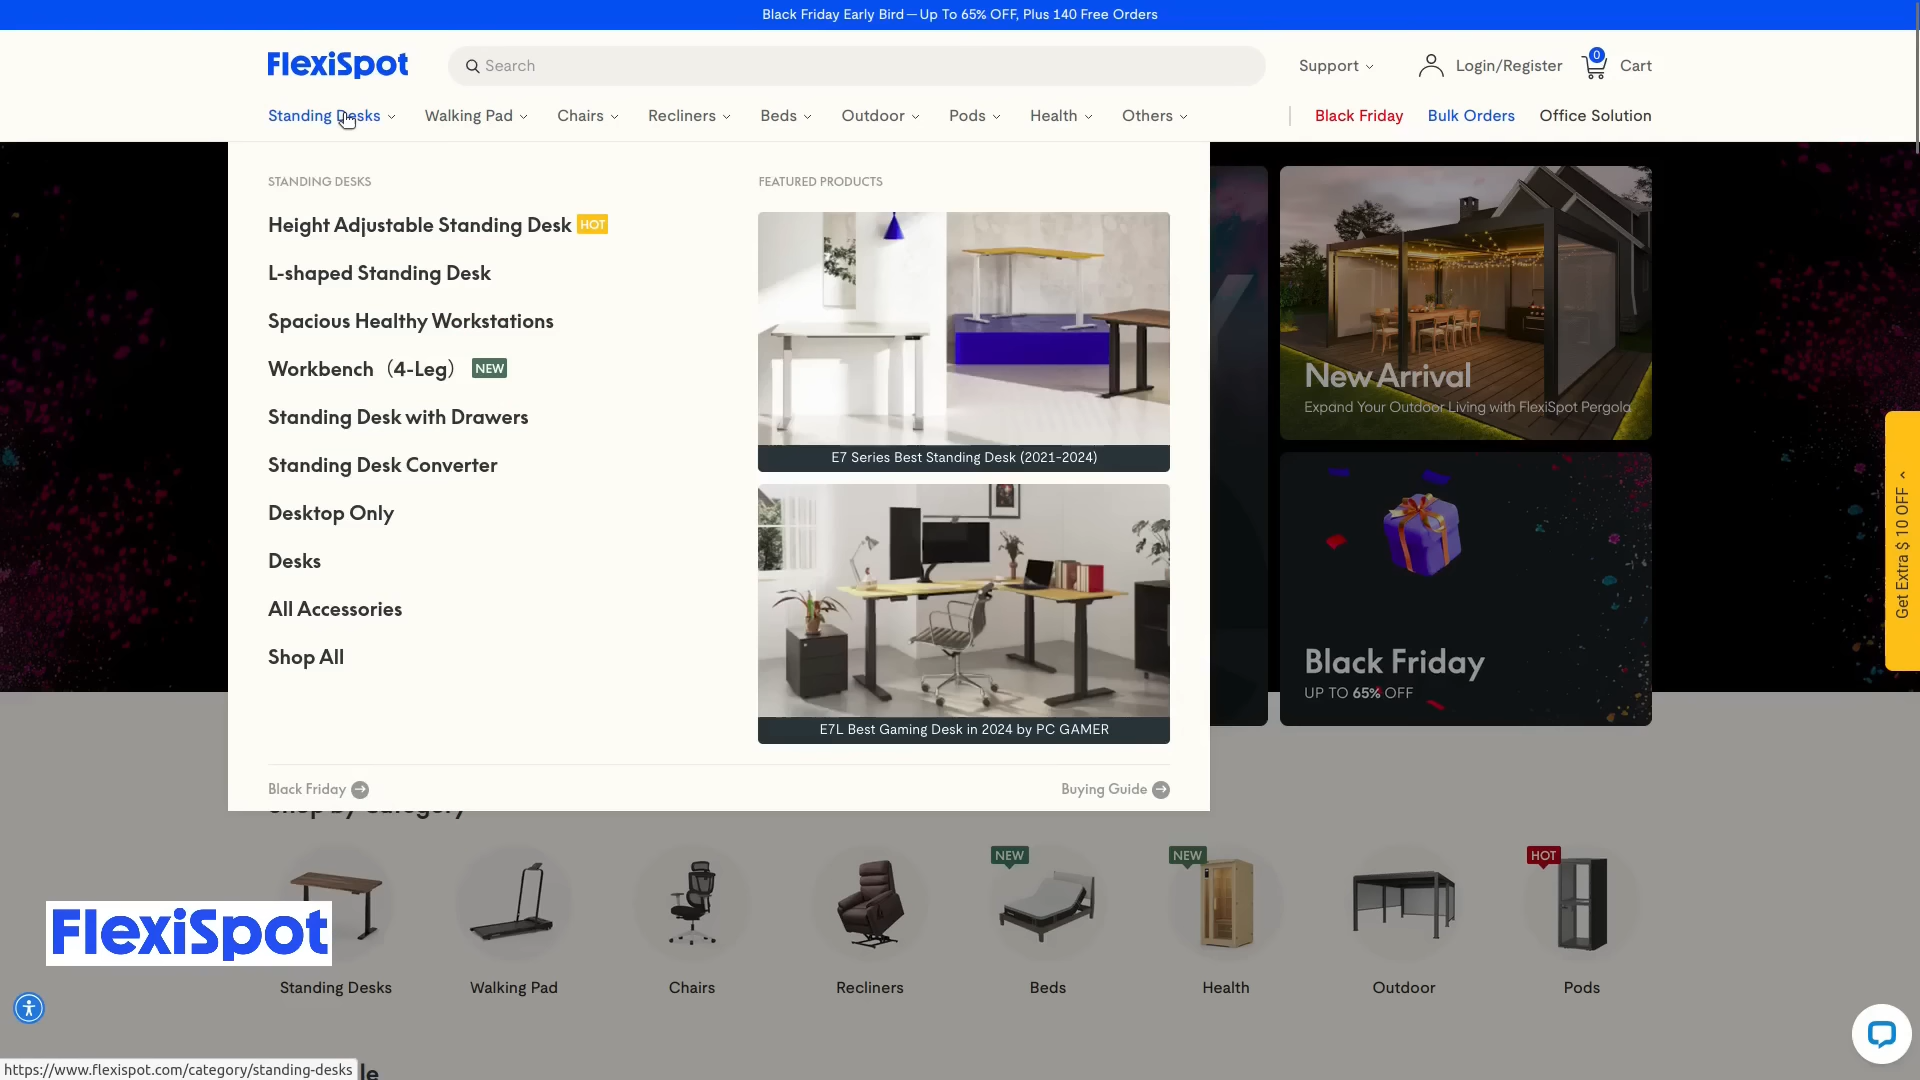 Black Friday Early Bird — Up To 65% OFF, Plus 140 Free Orders
FlexiSpot
Search
Support
Login/Register
0
Cart
Standing Desks
Walking Pad
Chairs
Recliners
Beds
Outdoor
Pods
Health
Others
Black Friday
Bulk Orders
Office Solution
STANDING DESKS
Height Adjustable Standing Desk HOT
L-shaped Standing Desk
Spacious Healthy Workstations
Workbench（4-Leg） NEW
Standing Desk with Drawers
Standing Desk Converter
Desktop Only
Desks
All Accessories
Shop All
FEATURED PRODUCTS
E7 Series Best Standing Desk (2021-2024)
E7L Best Gaming Desk in 2024 by PC GAMER
Black Friday
Buying Guide
New Arrival
Expand Your Outdoor Living with FlexiSpot Pergola
Black Friday
UP TO 65% OFF
Get Extra $ 10 OFF
Shop by Category
NEW
NEW
HOT
Standing Desks
Walking Pad
Chairs
Recliners
Beds
Health
Outdoor
Pods
FlexiSpot
https://www.flexispot.com/category/standing-desks